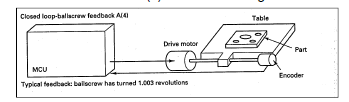 Closed loop-ballscrew feedback A(4)
Table
Drive motor
Part
MCU
Encoder
Typical feedback: ballscrew has turned 1.003 revolutions